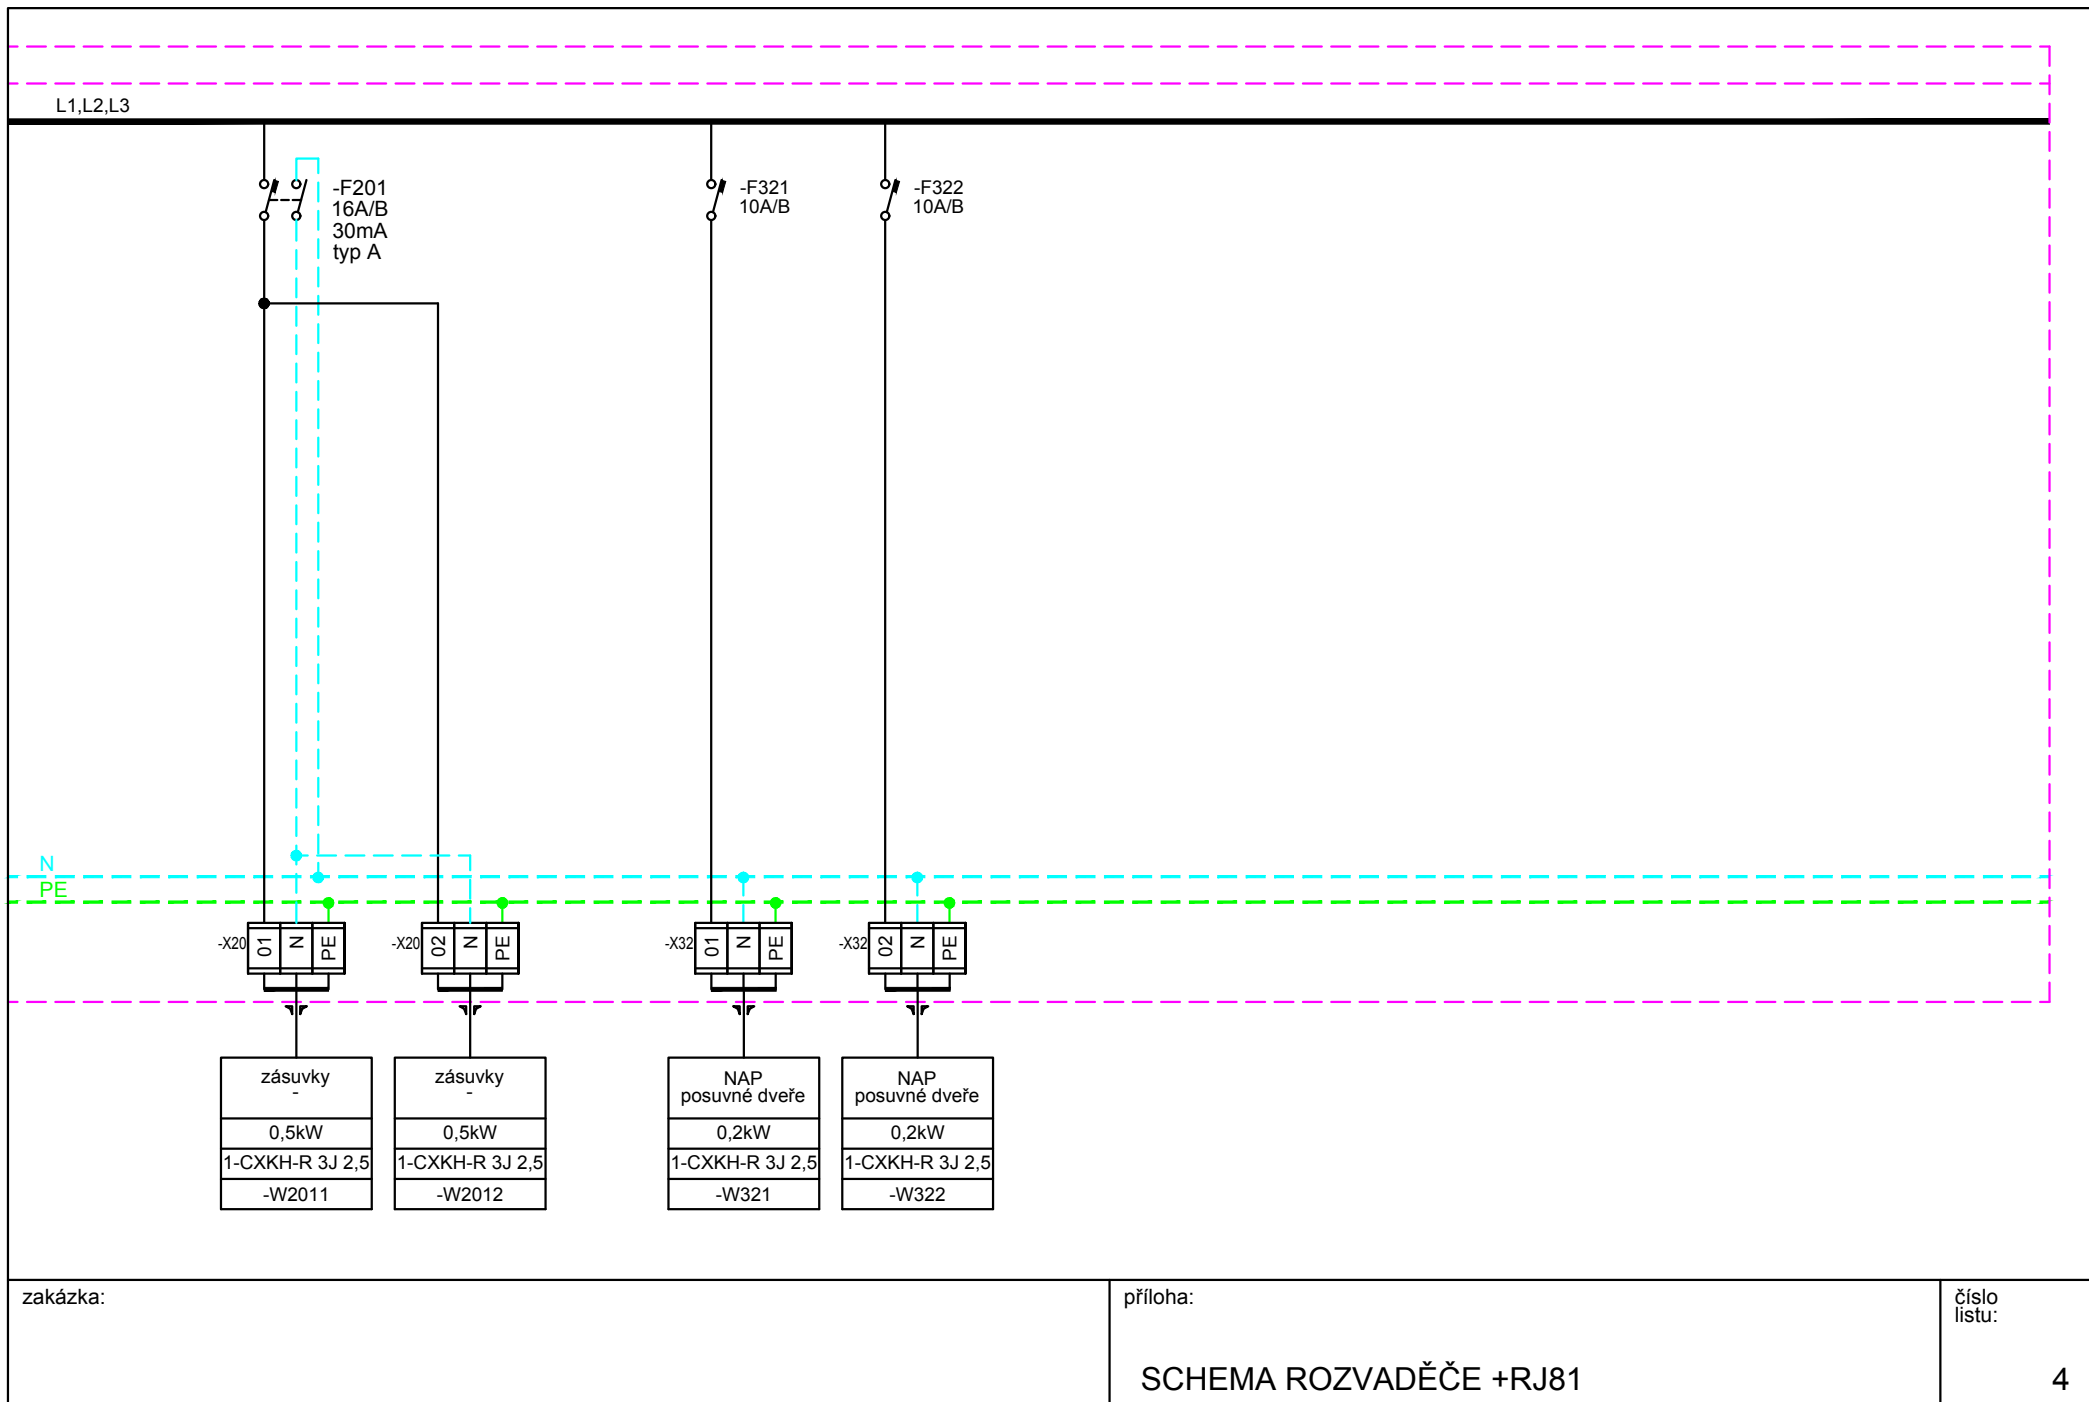 L1,L2,L3
-F201
16A/B
30mA
typ A
-F321
10A/B
-F322
10A/B
N
PE
-X20 01 N PE
-X20 02 N PE
-X32 01 N PE
-X32 02 N PE
zásuvky
-
0,5kW
1-CXKH-R 3J 2,5
-W2011
zásuvky
-
0,5kW
1-CXKH-R 3J 2,5
-W2012
NAP
posuvné dveře
0,2kW
1-CXKH-R 3J 2,5
-W321
NAP
posuvné dveře
0,2kW
1-CXKH-R 3J 2,5
-W322
zakázka:
příloha:
SCHEMA ROZVADĚČE +RJ81
číslo
listu:
4